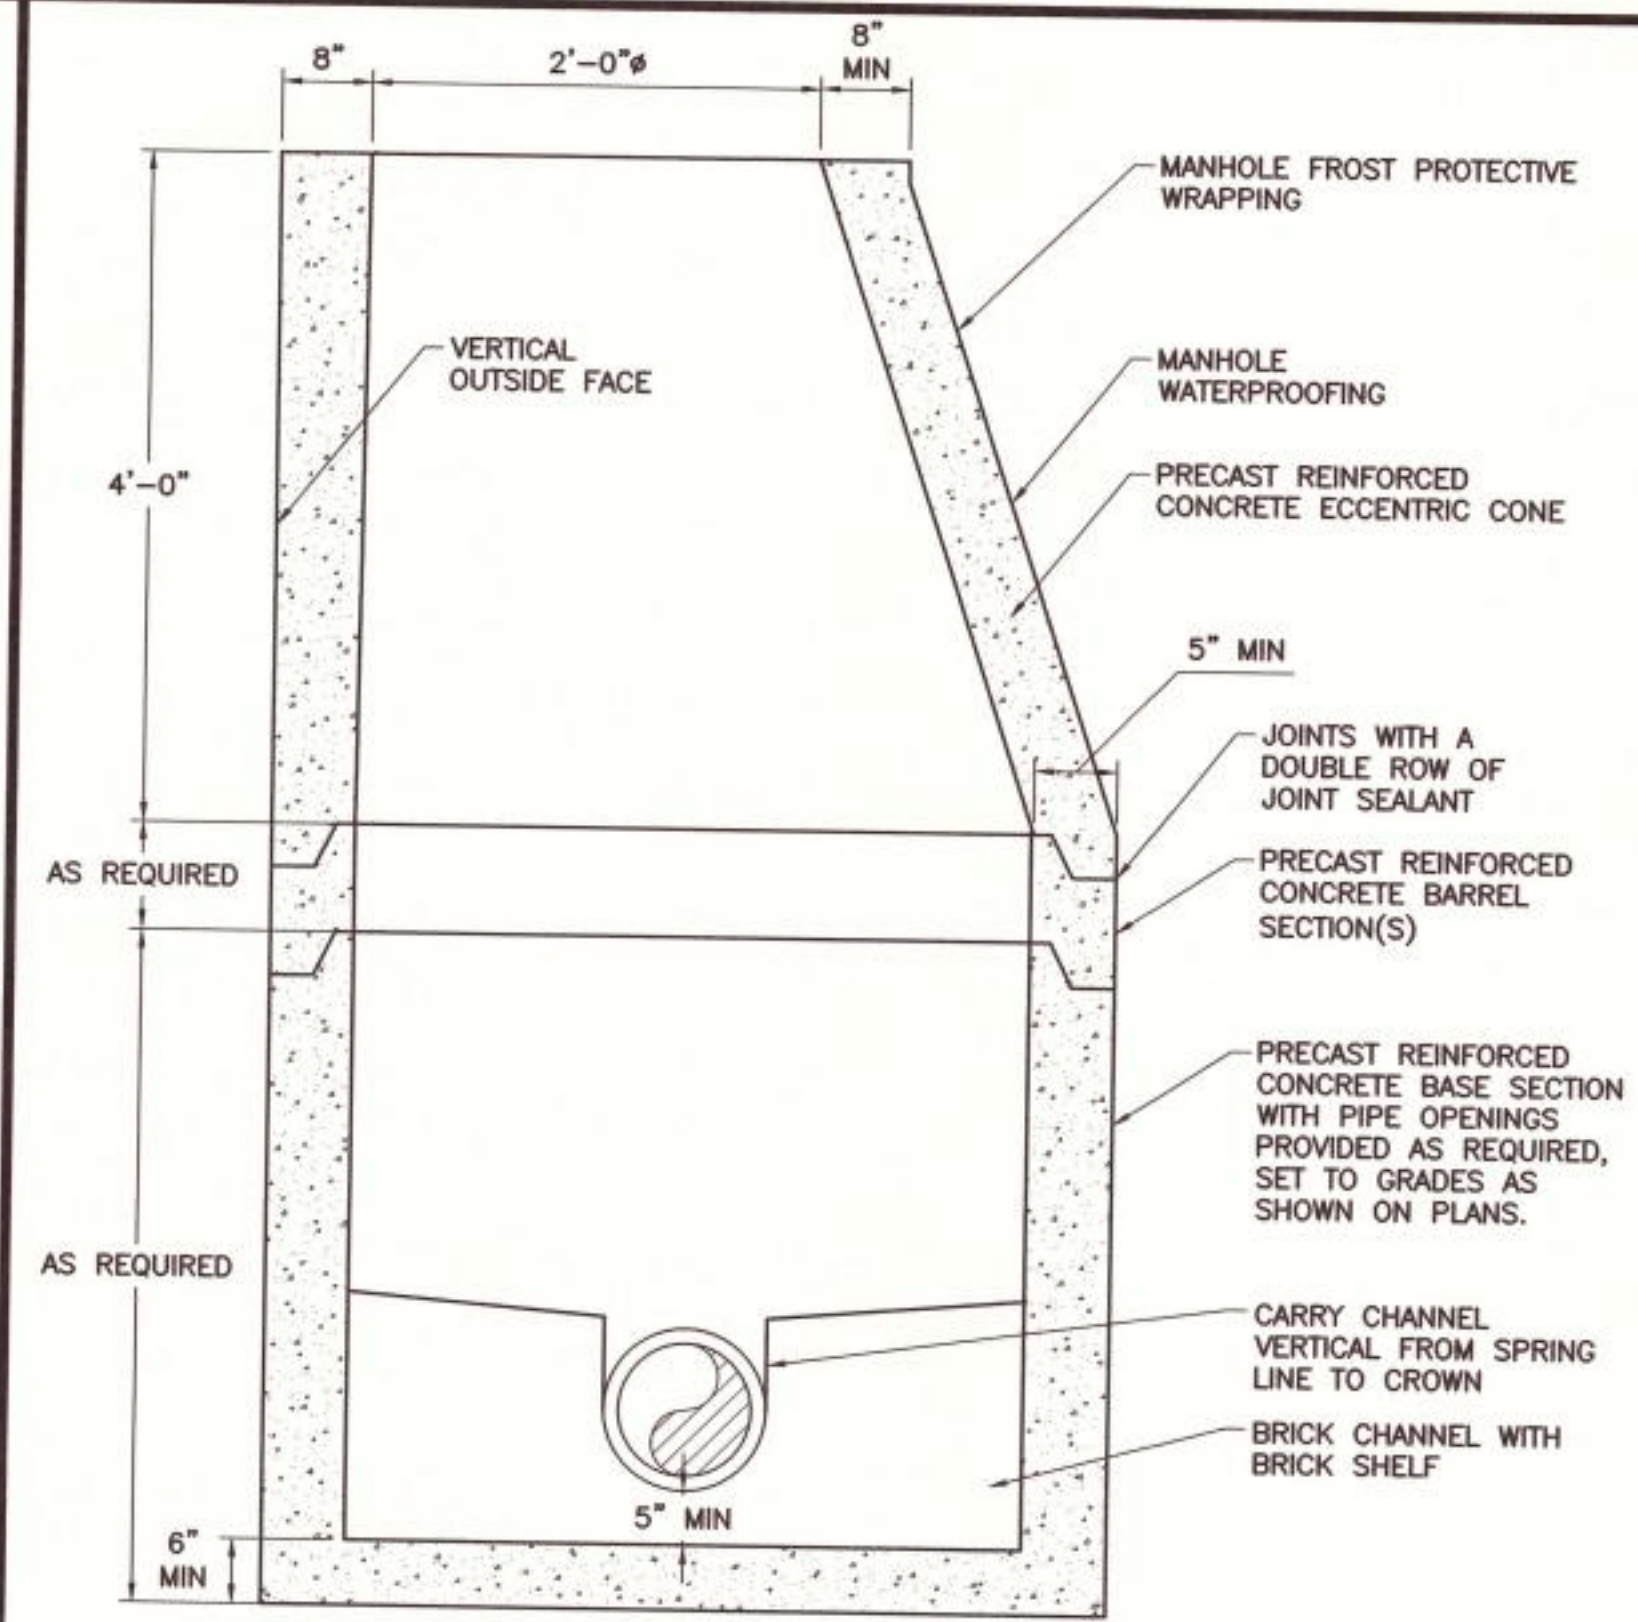 8"
2'-0"ø
8"
MIN
MANHOLE FROST PROTECTIVE
WRAPPING
VERTICAL
OUTSIDE FACE
MANHOLE
WATERPROOFING
4'-0"
PRECAST REINFORCED
CONCRETE ECCENTRIC CONE
5" MIN
JOINTS WITH A
DOUBLE ROW OF
JOINT SEALANT
AS REQUIRED
PRECAST REINFORCED
CONCRETE BARREL
SECTION(S)
PRECAST REINFORCED
CONCRETE BASE SECTION
WITH PIPE OPENINGS
PROVIDED AS REQUIRED,
SET TO GRADES AS
SHOWN ON PLANS.
AS REQUIRED
CARRY CHANNEL
VERTICAL FROM SPRING
LINE TO CROWN
BRICK CHANNEL WITH
BRICK SHELF
5" MIN
6"
MIN